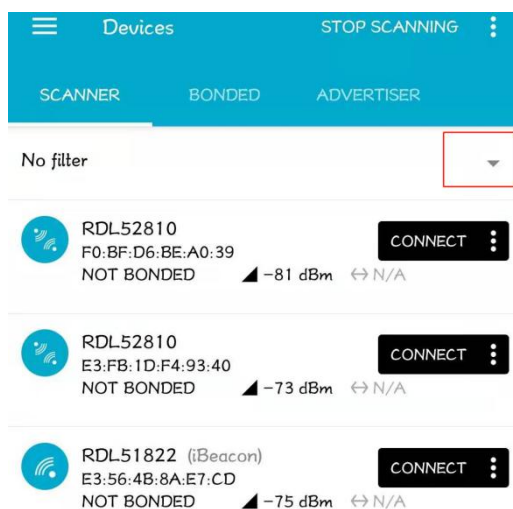 Devices STOP SCANNING
SCANNER BONDED ADVERTISER
No filter
RDL52810
F0:BF:D6:BE:A0:39
NOT BONDED -81 dBm N/A
CONNECT
RDL52810
E3:FB:1D:F4:93:40
NOT BONDED -73 dBm N/A
CONNECT
RDL51822 (iBeacon)
E3:56:4B:8A:E7:CD
NOT BONDED -75 dBm N/A
CONNECT